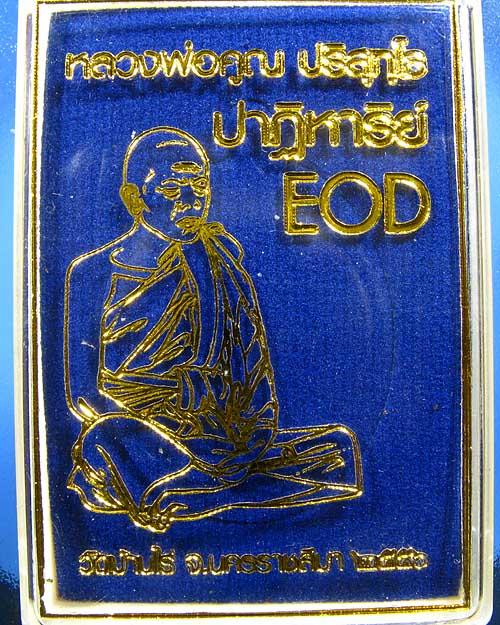 หลวงพ่อคูณ ปริสุทฺโธ
ปาฏิหาริย์
EOD
วัดบ้านไร่ จ.นครราชสีมา ๒๕๕๖